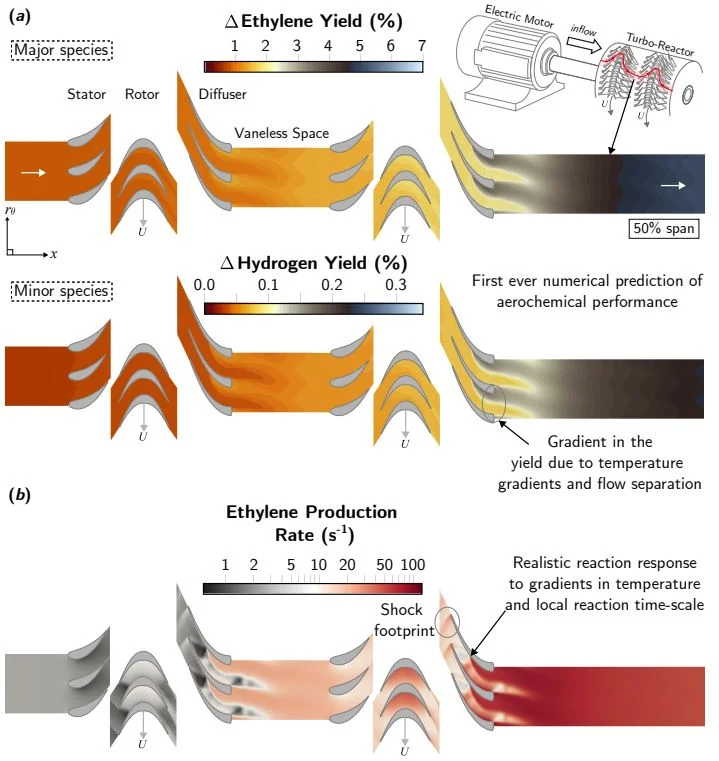 (a)
Δ Ethylene Yield (%)
1 2 3 4 5 6 7
Major species
Electric Motor
inflow
Turbo-Reactor
U
U
Stator
Rotor
Diffuser
Vaneless Space
rθ
x
U
U
50% span
Δ Hydrogen Yield (%)
0.0 0.1 0.2 0.3
Minor species
First ever numerical prediction of
aerochemical performance
U
U
Gradient in the
yield due to temperature
gradients and flow separation
(b)
Ethylene Production
Rate (s-1)
1 2 5 10 20 50 100
Shock
footprint
Realistic reaction response
to gradients in temperature
and local reaction time-scale
U
U